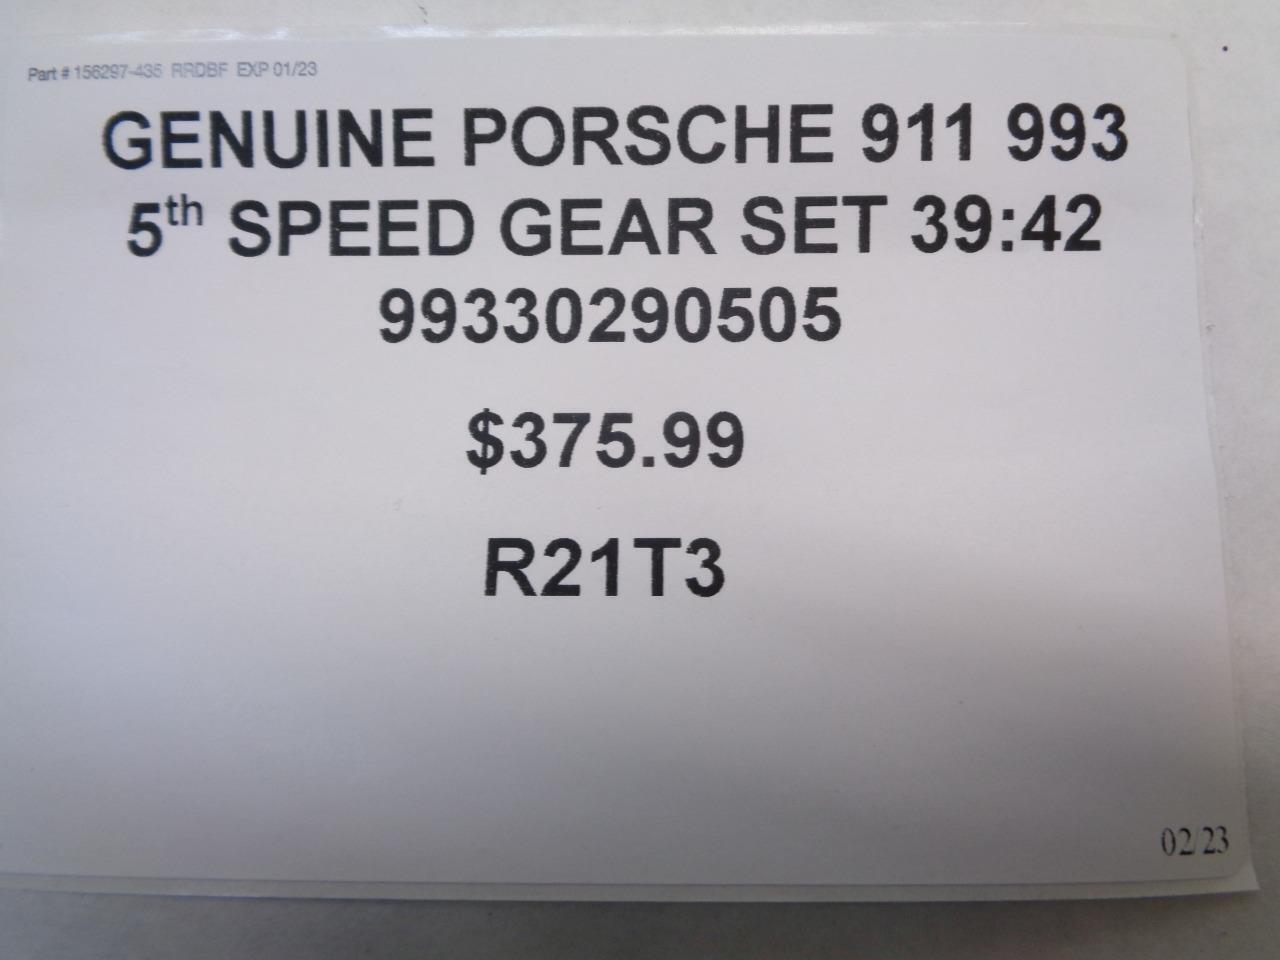 Part # 156297-435 RRDBF EXP 01/23
GENUINE PORSCHE 911 993
5th SPEED GEAR SET 39:42
99330290505
$375.99
R21T3
02/23